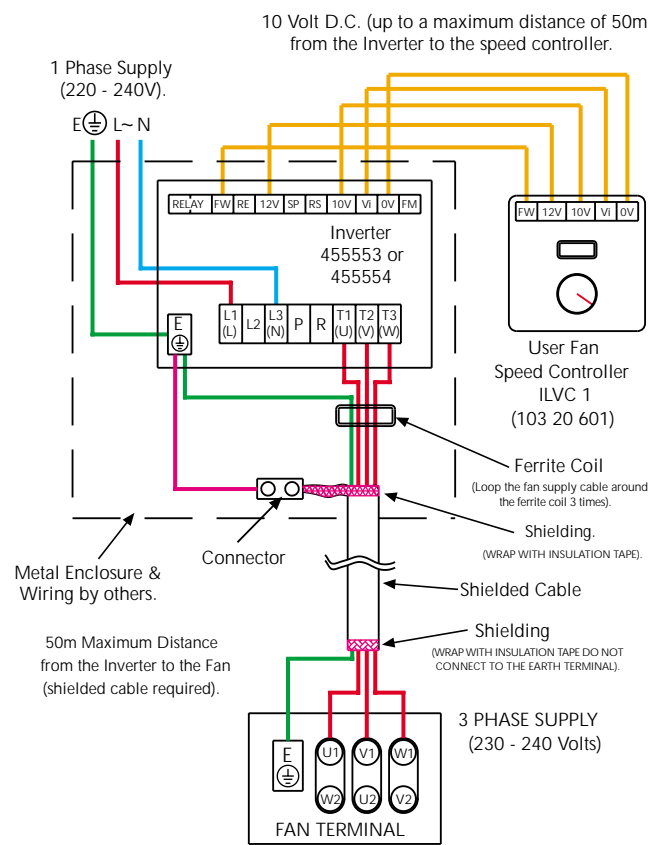 10 Volt D.C. (up to a maximum distance of 50m
from the Inverter to the speed controller.
1 Phase Supply
(220 - 240V).
E L~ N
RELAY FW RE 12V SP RS 10V Vi 0V FM
FW 12V 10V Vi 0V
Inverter
455553 or
455554
E
L1 (L) L2 L3 (N) P R T1 (U) T2 (V) T3 (W)
User Fan
Speed Controller
ILVC 1
(103 20 601)
Ferrite Coil
(Loop the fan supply cable around
the ferrite coil 3 times).
Shielding.
(WRAP WITH INSULATION TAPE).
Connector
Metal Enclosure &
Wiring by others.
Shielded Cable
50m Maximum Distance
from the Inverter to the Fan
(shielded cable required).
Shielding
(WRAP WITH INSULATION TAPE DO NOT
CONNECT TO THE EARTH TERMINAL).
3 PHASE SUPPLY
(230 - 240 Volts)
E
U1 V1 W1
W2 U2 V2
FAN TERMINAL